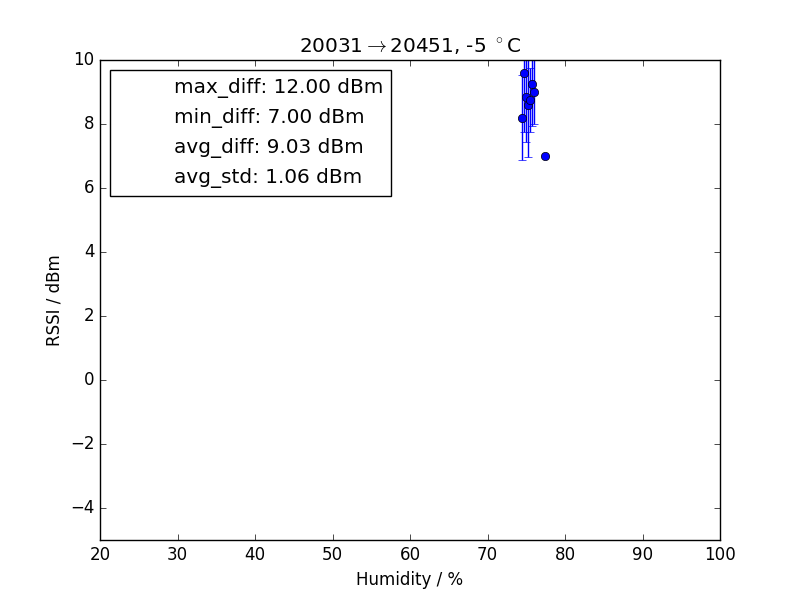 20031→20451, -5 °C
max_diff: 12.00 dBm
min_diff: 7.00 dBm
avg_diff: 9.03 dBm
avg_std: 1.06 dBm
10
8
6
4
2
0
−2
−4
RSSI / dBm
20 30 40 50 60 70 80 90 100
Humidity / %